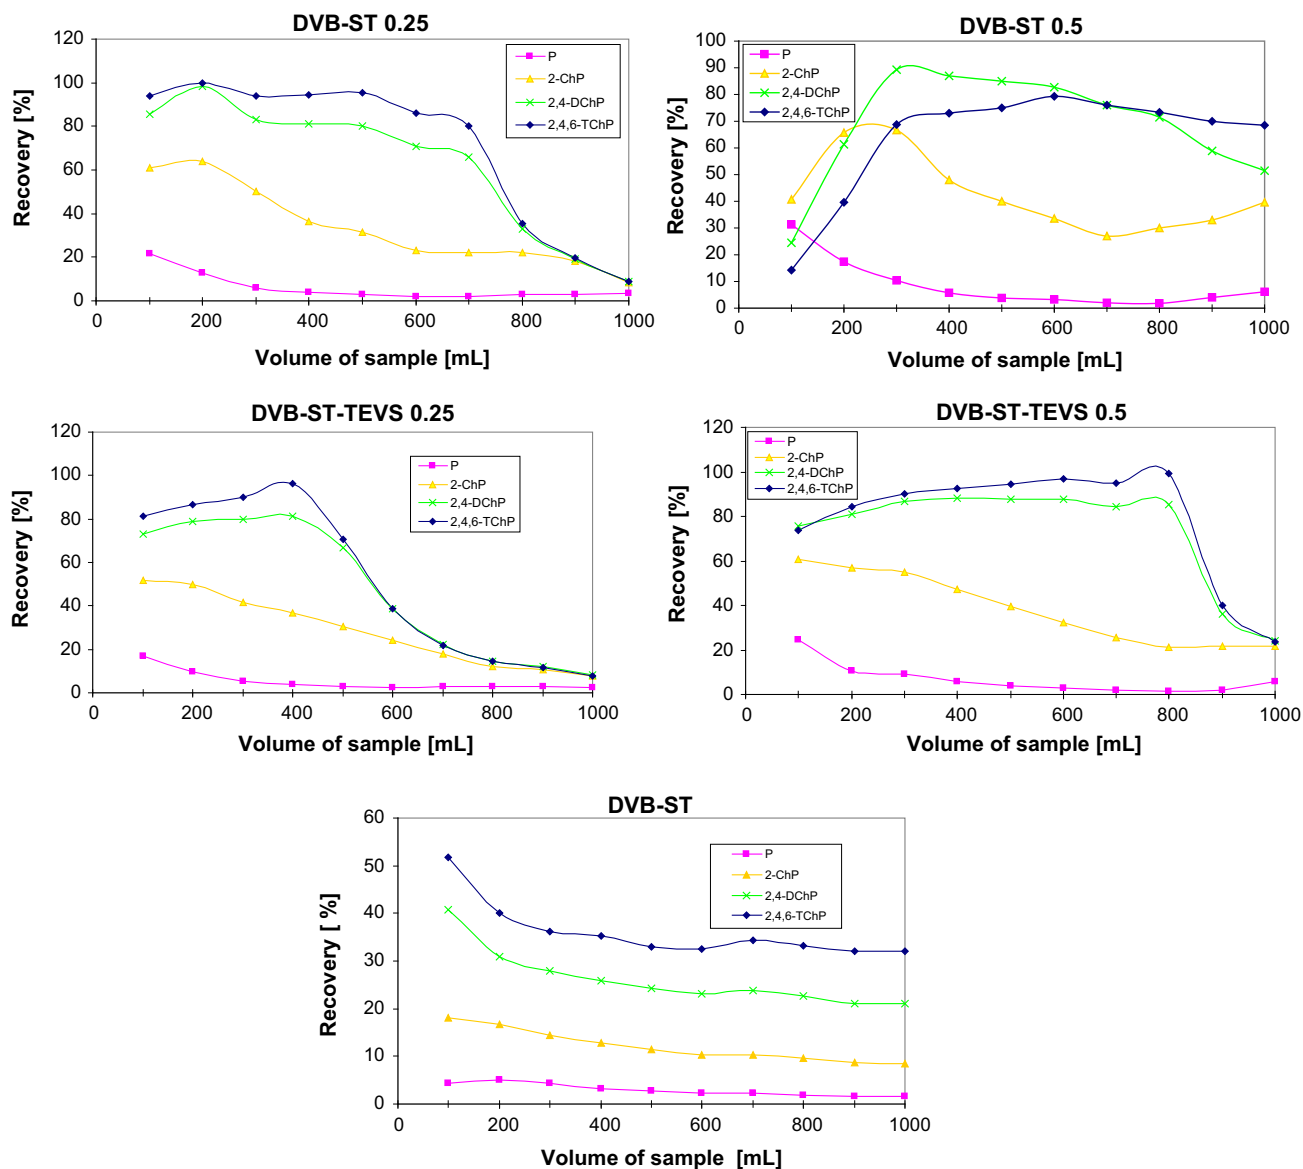 DVB-ST 0.25
120
100
80
60
40
20
0
0
200
400
600
800
1000
Recovery [%]
Volume of sample [mL]
P
2-ChP
2,4-DChP
2,4,6-TChP
DVB-ST 0.5
100
90
80
70
60
50
40
30
20
10
0
0
200
400
600
800
1000
Recovery [%]
Volume of sample [mL]
P
2-ChP
2,4-DChP
2,4,6-TChP
DVB-ST-TEVS 0.25
120
100
80
60
40
20
0
0
200
400
600
800
1000
Recovery [%]
Volume of sample [mL]
P
2-ChP
2,4-DChP
2,4,6-TChP
DVB-ST-TEVS 0.5
120
100
80
60
40
20
0
0
200
400
600
800
1000
Recovery [%]
Volume of sample [mL]
P
2-ChP
2,4-DChP
2,4,6-TChP
DVB-ST
60
50
40
30
20
10
0
0
200
400
600
800
1000
Recovery [ %]
Volume of sample [mL]
P
2-ChP
2,4-DChP
2,4,6-TChP